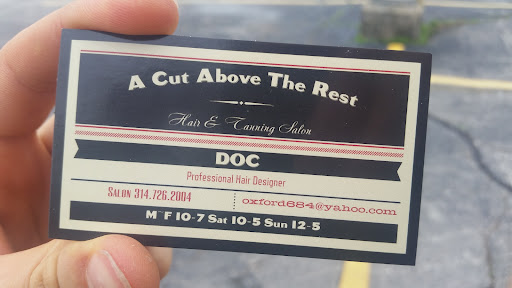 A Cut Above The Rest
Hair & Tanning Salon
DOC
Professional Hair Designer
Salon 314.726.2004
oxford684@yahoo.com
M~F 10-7 Sat 10-5 Sun 12-5